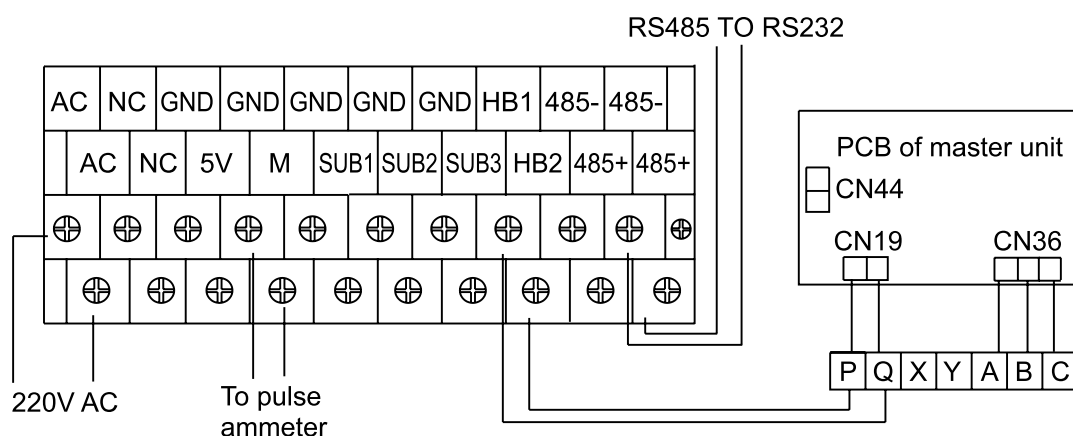 RS485 TO RS232
AC NC GND GND GND GND GND HB1 485- 485-
AC NC 5V M SUB1 SUB2 SUB3 HB2 485+ 485+
PCB of master unit
CN44
CN19 CN36
P Q X Y A B C
220V AC
To pulse
ammeter